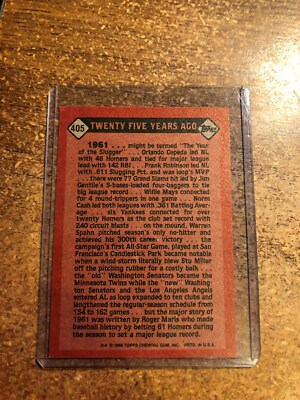 405 TWENTY FIVE YEARS AGO Topps
1961 . . . might be termed "The Year
of the Slugger" . . . Orlando Cepeda led NL
with 46 Homers and tied for major league
lead with 142 RBI . . . Frank Robinson led NL
with .611 Slugging Pct. and was loop's MVP
. . . there were 77 Grand Slams hit led by Jim
Gentile's 5-bases-loaded four-baggers to tie
big league record . . . Willie Mays connected
for 4 round-trippers in one game . . . Norm
Cash led both leagues with .361 Batting Aver-
age . . . six Yankees connected for over
twenty Homers as the club set record with
240 circuit blasts . . . on the mound, Warren
Spahn pitched season's only no-hitter and
achieved his 300th career victory . . . the
campaign's first All-Star Game, played at San
Francisco's Candlestick Park became notable
when a wind-storm literally blew Stu Miller
off the pitching rubber for a costly balk . . .
the "old" Washington Senators became the
Minnesota Twins while the "new" Washing-
ton Senators and the Los Angeles Angels
entered AL as loop expanded to ten clubs and
lengthened the regular-season schedule from
154 to 162 games . . . but the major story of
1961 was written by Roger Maris who made
baseball history by belting 61 Homers during
the season to set a major league record.
© 1986 TOPPS CHEWING GUM, INC. PRTD. IN U.S.A.